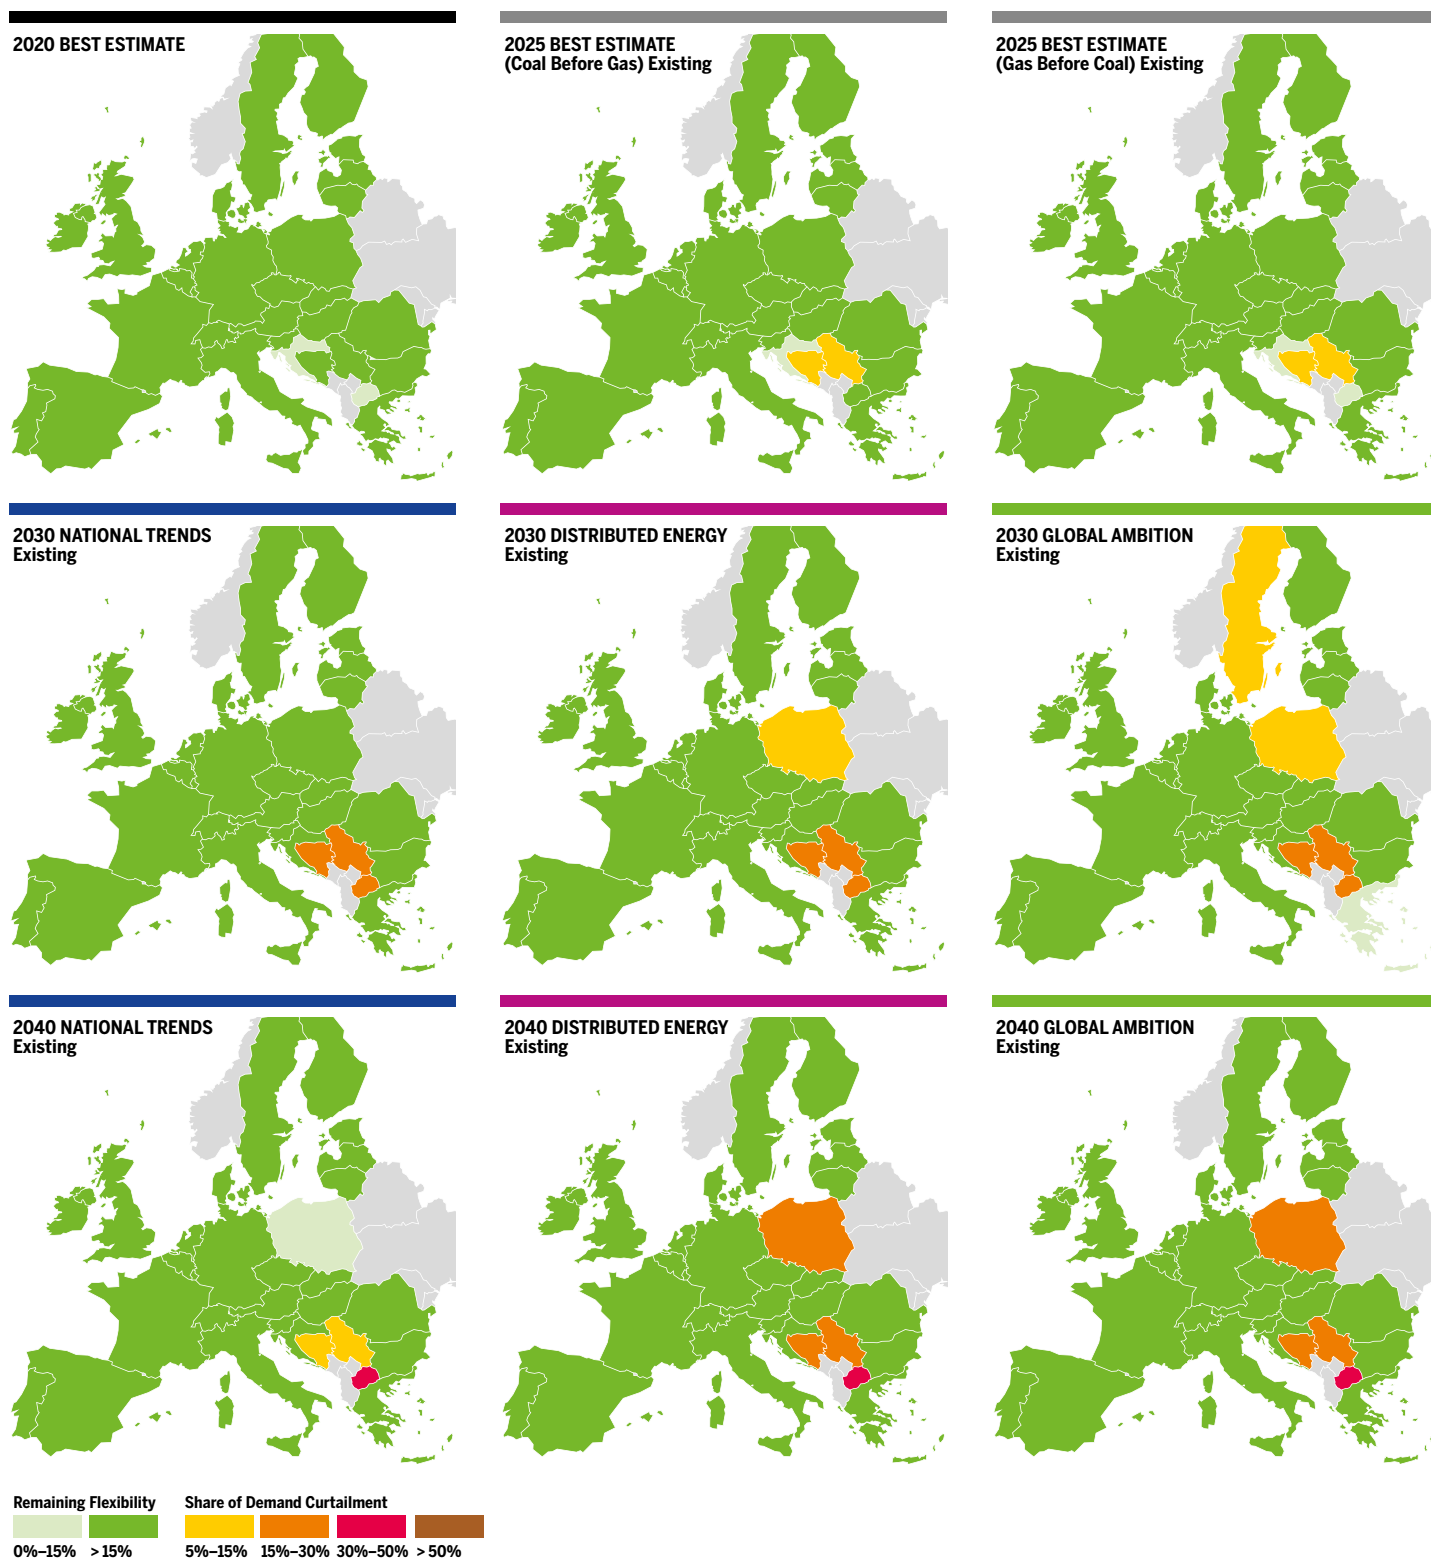 2020 BEST ESTIMATE
2025 BEST ESTIMATE
(Coal Before Gas) Existing
2025 BEST ESTIMATE
(Gas Before Coal) Existing
2030 NATIONAL TRENDS
Existing
2030 DISTRIBUTED ENERGY
Existing
2030 GLOBAL AMBITION
Existing
2040 NATIONAL TRENDS
Existing
2040 DISTRIBUTED ENERGY
Existing
2040 GLOBAL AMBITION
Existing
Remaining Flexibility
0%–15% > 15%
Share of Demand Curtailment
5%–15% 15%–30% 30%–50% > 50%